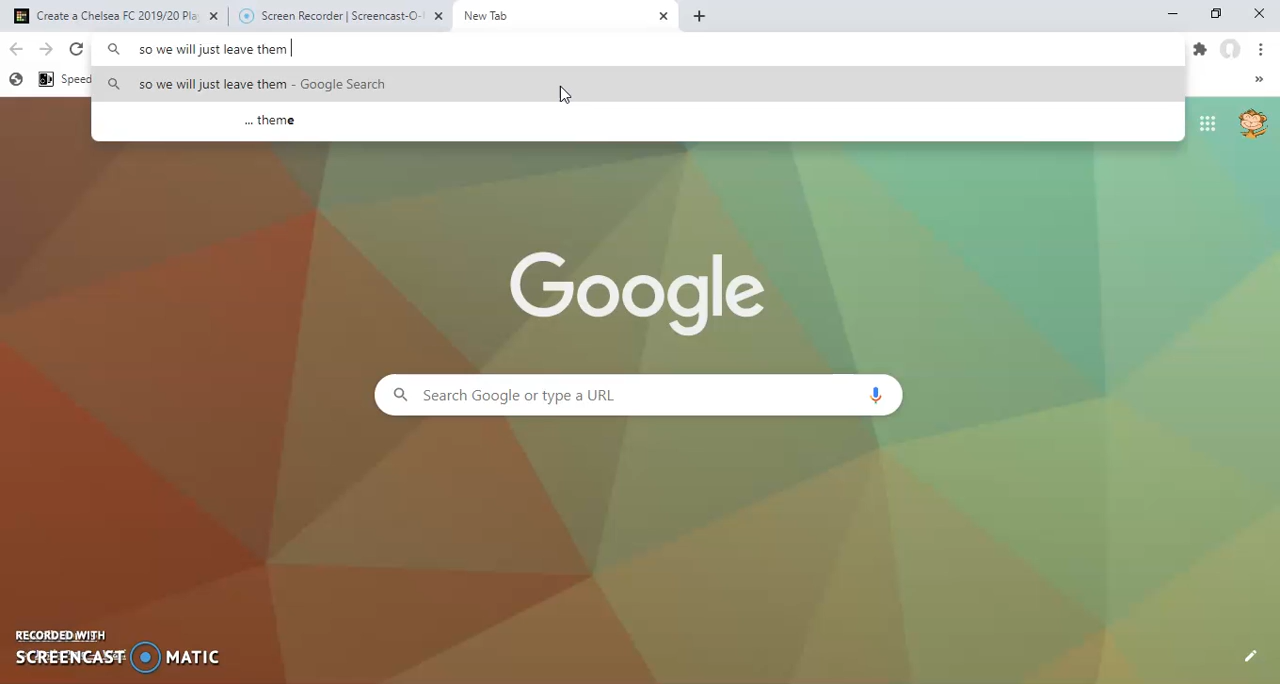 Create a Chelsea FC 2019/20 Pla
Screen Recorder | Screencast-O-
New Tab
so we will just leave them
Speed
so we will just leave them - Google Search
... theme
Google
Search Google or type a URL
RECORDED WITH
SCREENCAST MATIC